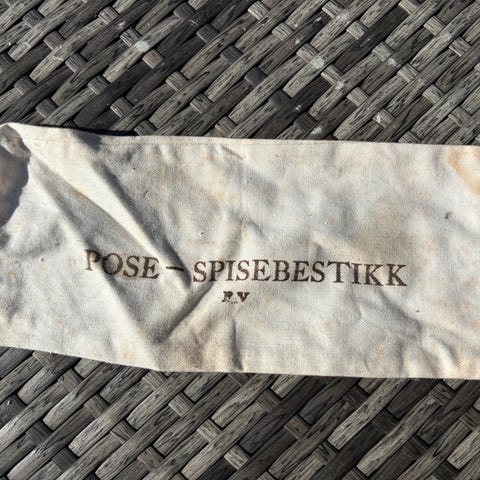 POSE – SPISEBESTIKK
F.V